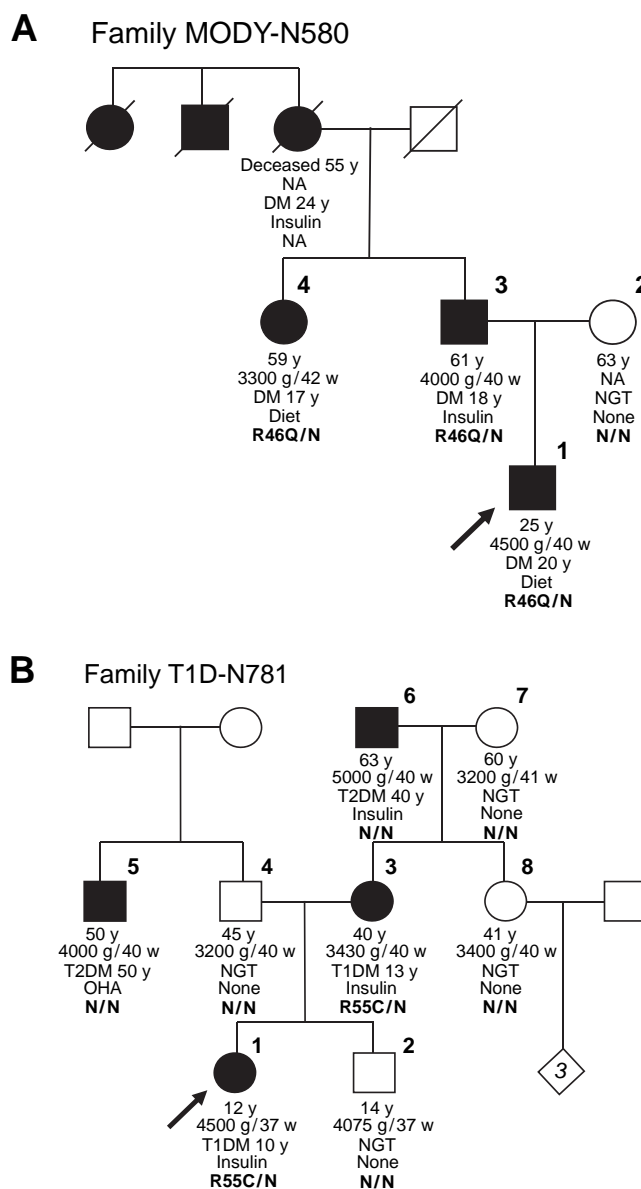 A Family MODY-N580
Deceased 55 y
NA
DM 24 y
Insulin
NA
4
59 y
3300 g/42 w
DM 17 y
Diet
R46Q/N
3
61 y
4000 g/40 w
DM 18 y
Insulin
R46Q/N
2
63 y
NA
NGT
None
N/N
1
25 y
4500 g/40 w
DM 20 y
Diet
R46Q/N
B Family T1D-N781
6
63 y
5000 g/40 w
T2DM 40 y
Insulin
N/N
7
60 y
3200 g/41 w
NGT
None
N/N
5
50 y
4000 g/40 w
T2DM 50 y
OHA
N/N
4
45 y
3200 g/40 w
NGT
None
N/N
3
40 y
3430 g/40 w
T1DM 13 y
Insulin
R55C/N
8
41 y
3400 g/40 w
NGT
None
N/N
1
12 y
4500 g/37 w
T1DM 10 y
Insulin
R55C/N
2
14 y
4075 g/37 w
NGT
None
N/N
3